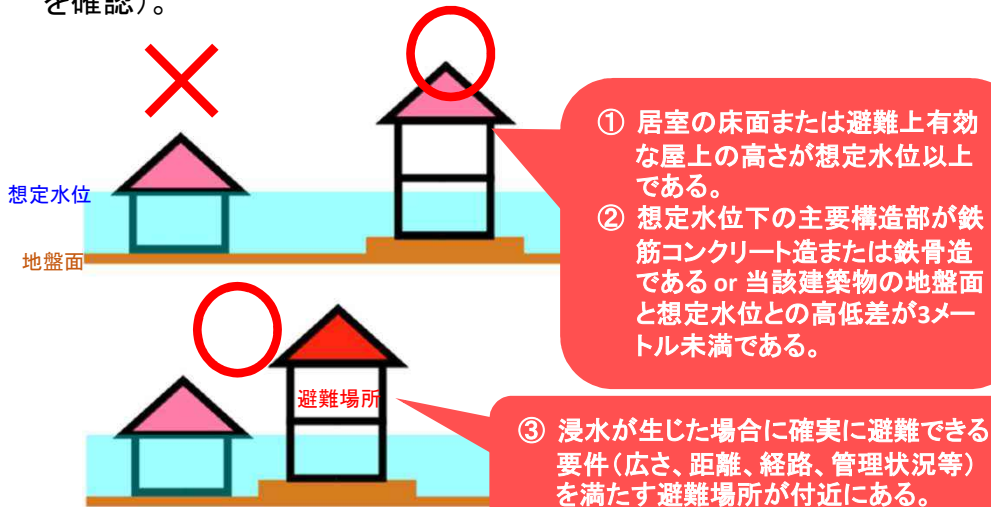 を確認)。
① 居室の床面または避難上有効
な屋上の高さが想定水位以上
である。
② 想定水位下の主要構造部が鉄
筋コンクリート造または鉄骨造
である or 当該建築物の地盤面
と想定水位との高低差が3メー
トル未満である。
想定水位
地盤面
避難場所
③ 浸水が生じた場合に確実に避難できる
要件(広さ、距離、経路、管理状況等)
を満たす避難場所が付近にある。